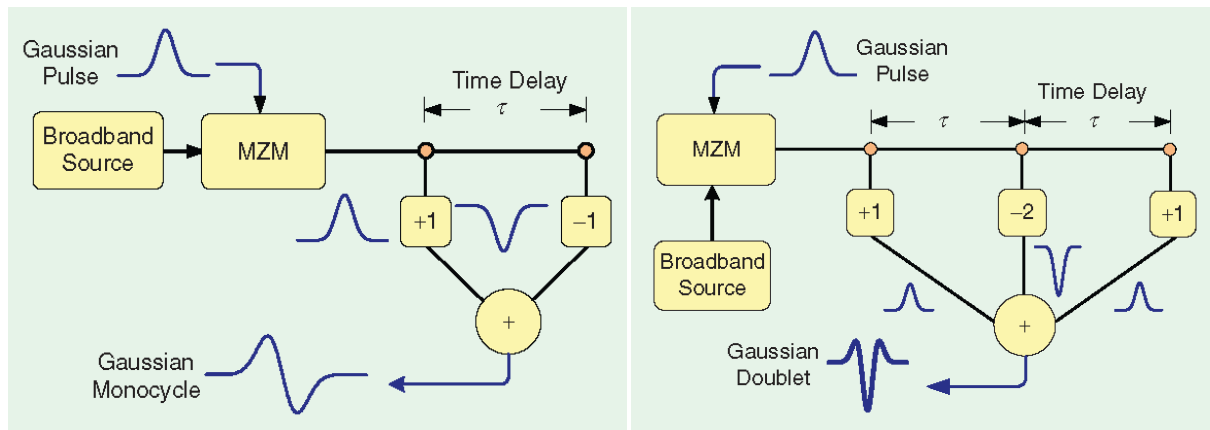 Gaussian
Pulse
Time Delay
τ
Broadband
Source
MZM
+1
−1
+
Gaussian
Monocycle
Gaussian
Pulse
Time Delay
τ
τ
MZM
+1
−2
+1
Broadband
Source
+
Gaussian
Doublet